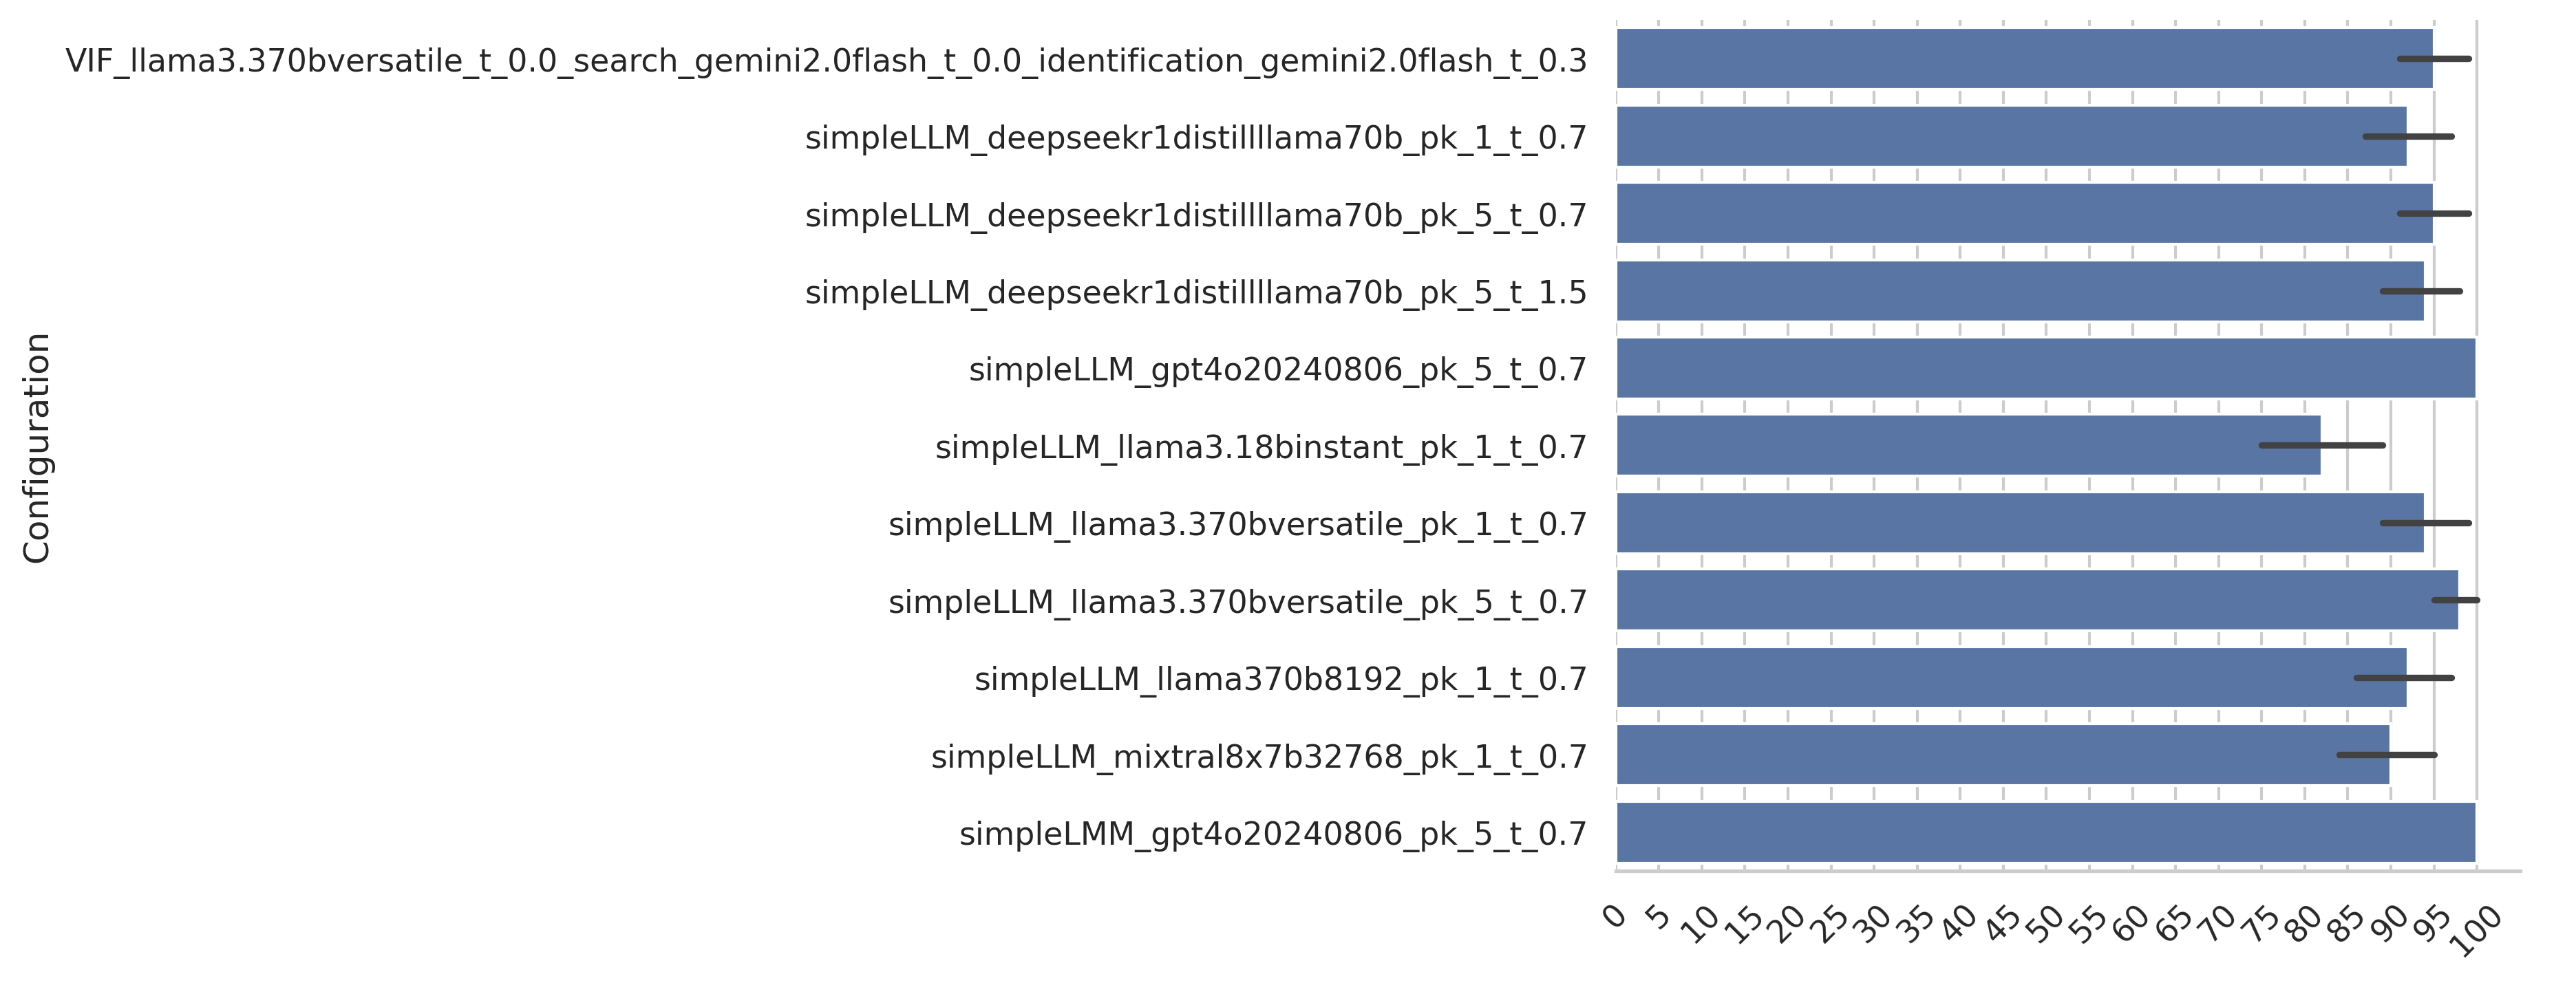 VIF_llama3.370bversatile_t_0.0_search_gemini2.0flash_t_0.0_identification_gemini2.0flash_t_0.3
simpleLLM_deepseekr1distillllama70b_pk_1_t_0.7
simpleLLM_deepseekr1distillllama70b_pk_5_t_0.7
simpleLLM_deepseekr1distillllama70b_pk_5_t_1.5
simpleLLM_gpt4o20240806_pk_5_t_0.7
simpleLLM_llama3.18binstant_pk_1_t_0.7
simpleLLM_llama3.370bversatile_pk_1_t_0.7
simpleLLM_llama3.370bversatile_pk_5_t_0.7
simpleLLM_llama370b8192_pk_1_t_0.7
simpleLLM_mixtral8x7b32768_pk_1_t_0.7
simpleLMM_gpt4o20240806_pk_5_t_0.7
Configuration
0 5 10 15 20 25 30 35 40 45 50 55 60 65 70 75 80 85 90 95 100